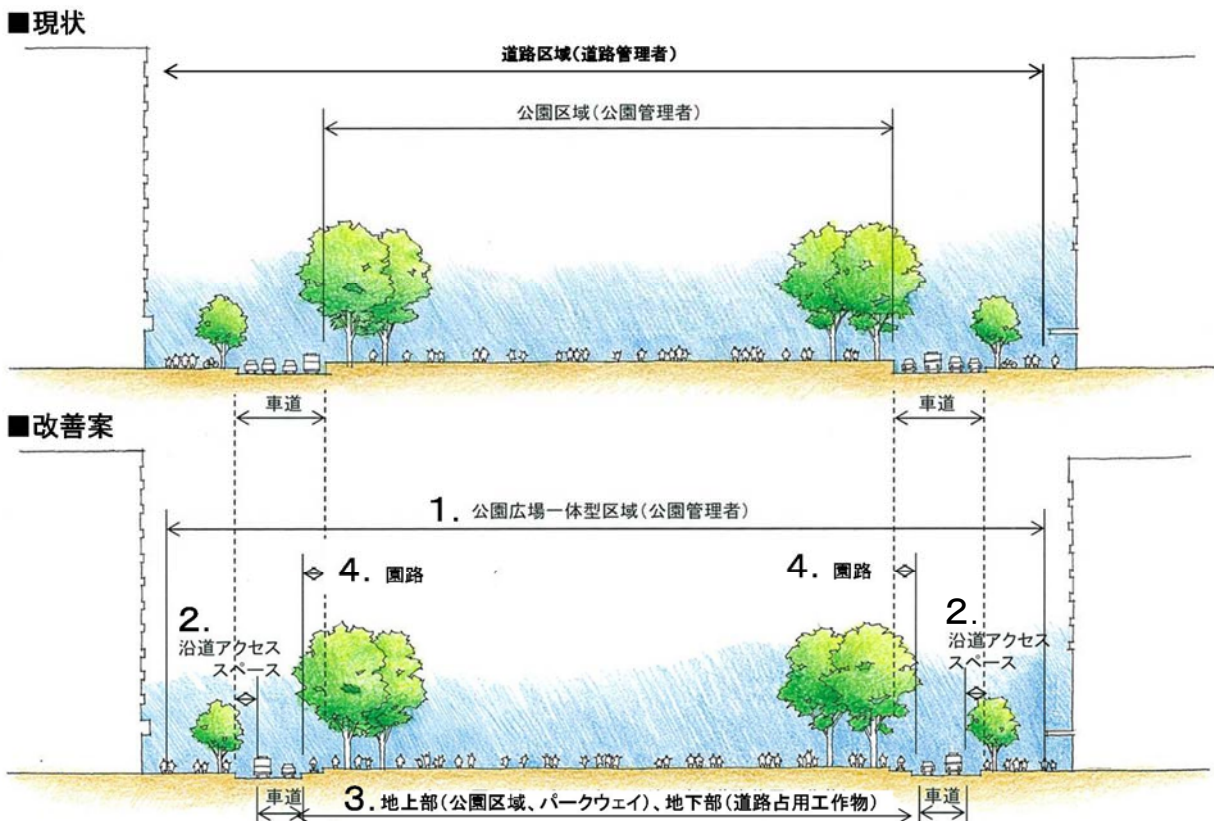 ■現状
道路区域(道路管理者)
公園区域(公園管理者)
車道
車道
■改善案
1. 公園広場一体型区域(公園管理者)
4. 園路
4. 園路
2.
沿道アクセス
スペース
2.
沿道アクセス
スペース
車道
3. 地上部(公園区域、パークウェイ)、地下部(道路占用工作物)
車道